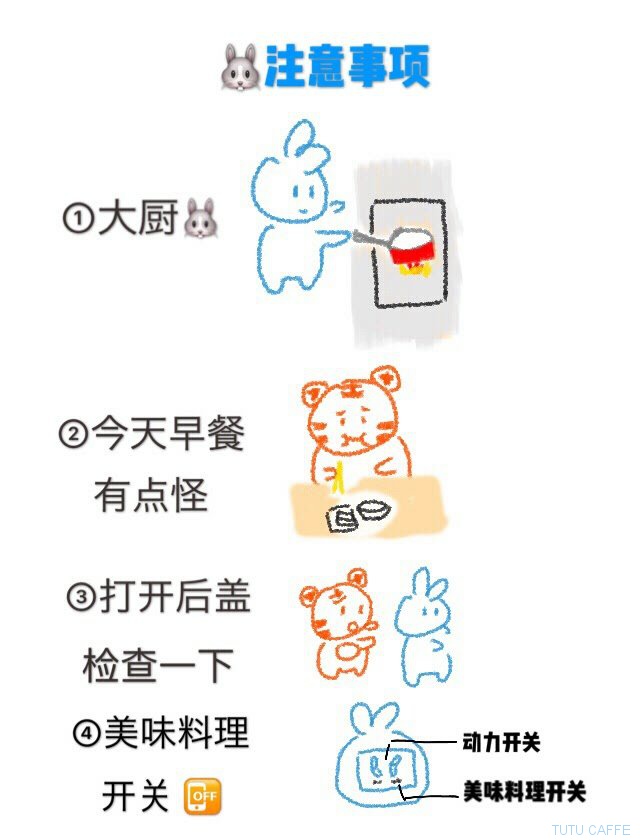 注意事项
①大厨
②今天早餐
有点怪
③打开后盖
检查一下
④美味料理
开关 OFF
动力开关
美味料理开关
TUTU CAFFE